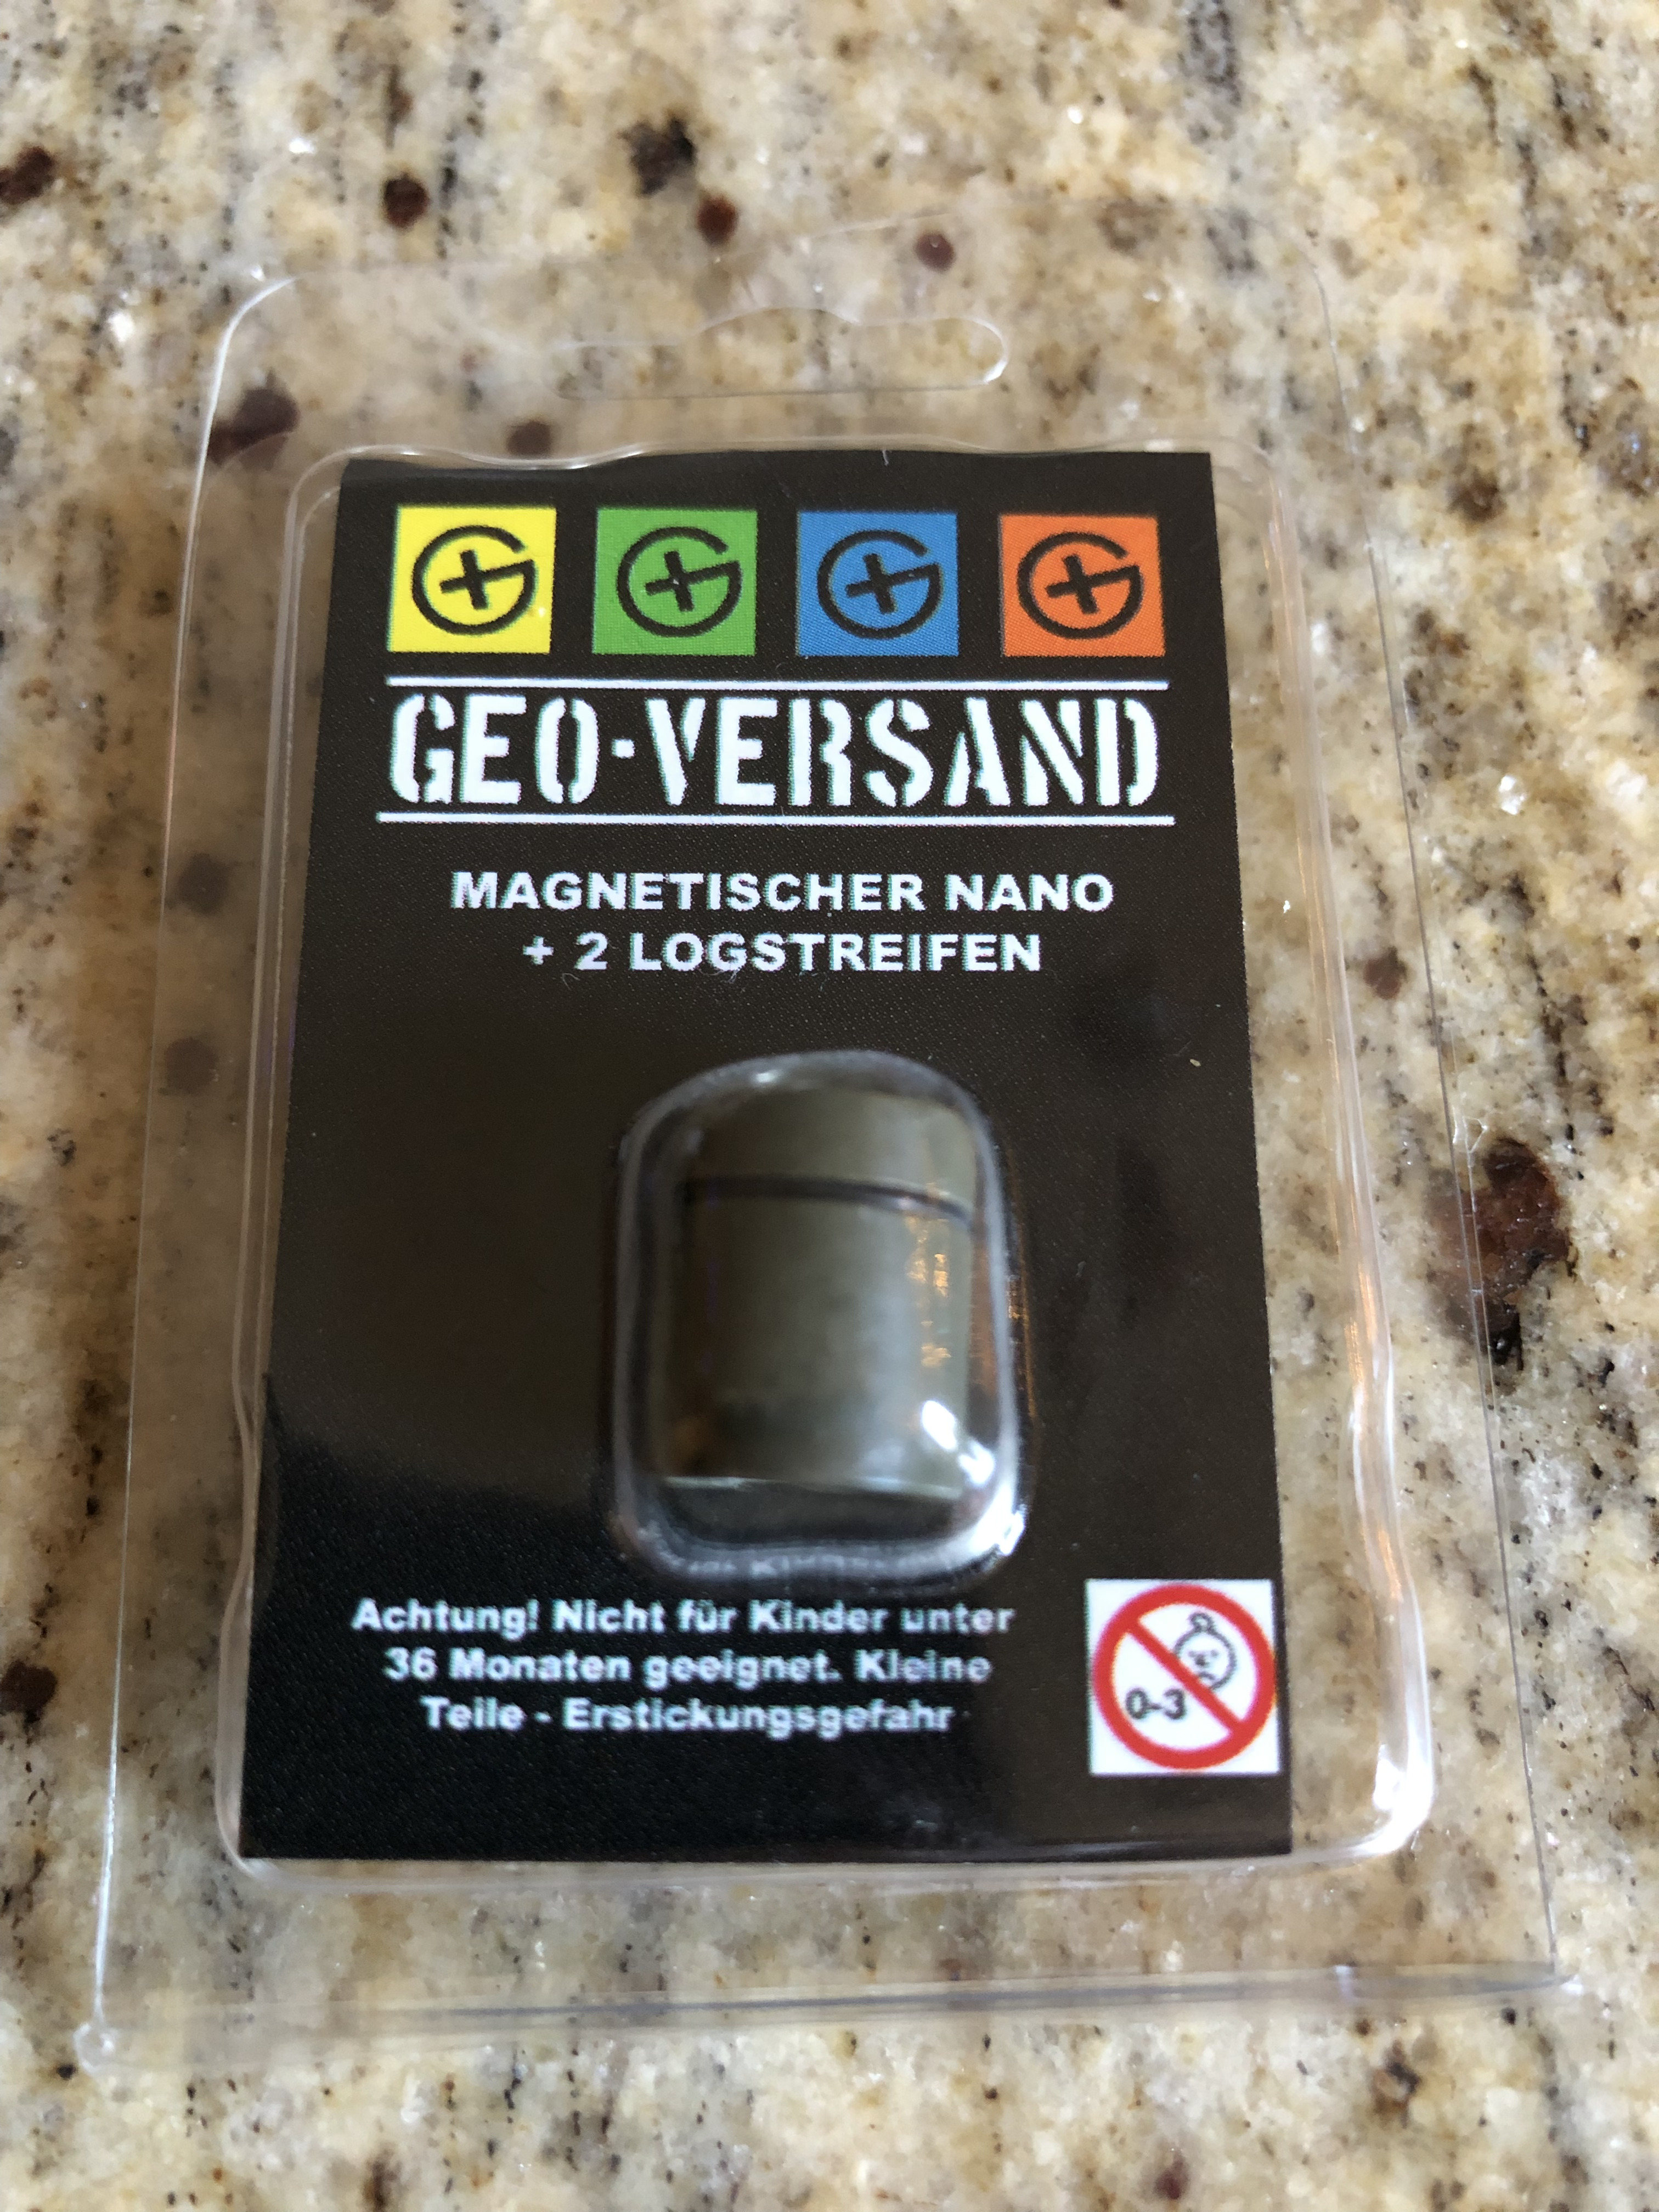 GEO-VERSAND
MAGNETISCHER NANO
+ 2 LOGSTREIFEN
Achtung! Nicht für Kinder unter
36 Monaten geeignet. Kleine
Teile - Erstickungsgefahr
0-3